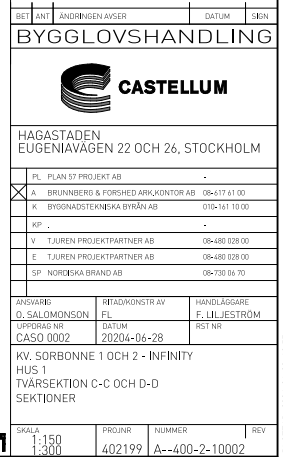 BET ANT ÄNDRINGEN AVSER DATUM SIGN
BYGGLOVSHANDLING
CASTELLUM
HAGASTADEN
EUGENIAVÄGEN 22 OCH 26, STOCKHOLM
PL PLAN 57 PROJEKT AB -
A BRUNNBERG & FORSHED ARK,KONTOR AB 08-617 61 00
K BYGGNADSTEKNISKA BYRÅN AB 010-161 10 00
KP . -
V TJUREN PROJEKTPARTNER AB 08-480 028 00
E TJUREN PROJEKTPARTNER AB 08-480 028 00
SP NORDISKA BRAND AB 08-730 06 70
ANSVARIG RITAD/KONSTR AV HANDLÄGGARE
O. SALOMONSON FL F. LILJESTRÖM
UPPDRAG NR DATUM RST NR
CASO 0002 20204-06-28
KV. SORBONNE 1 OCH 2 - INFINITY
HUS 1
TVÄRSEKTION C-C OCH D-D
SEKTIONER
SKALA PROJNR NUMMER REV
1:150
1:300 402199 A--400-2-10002
1